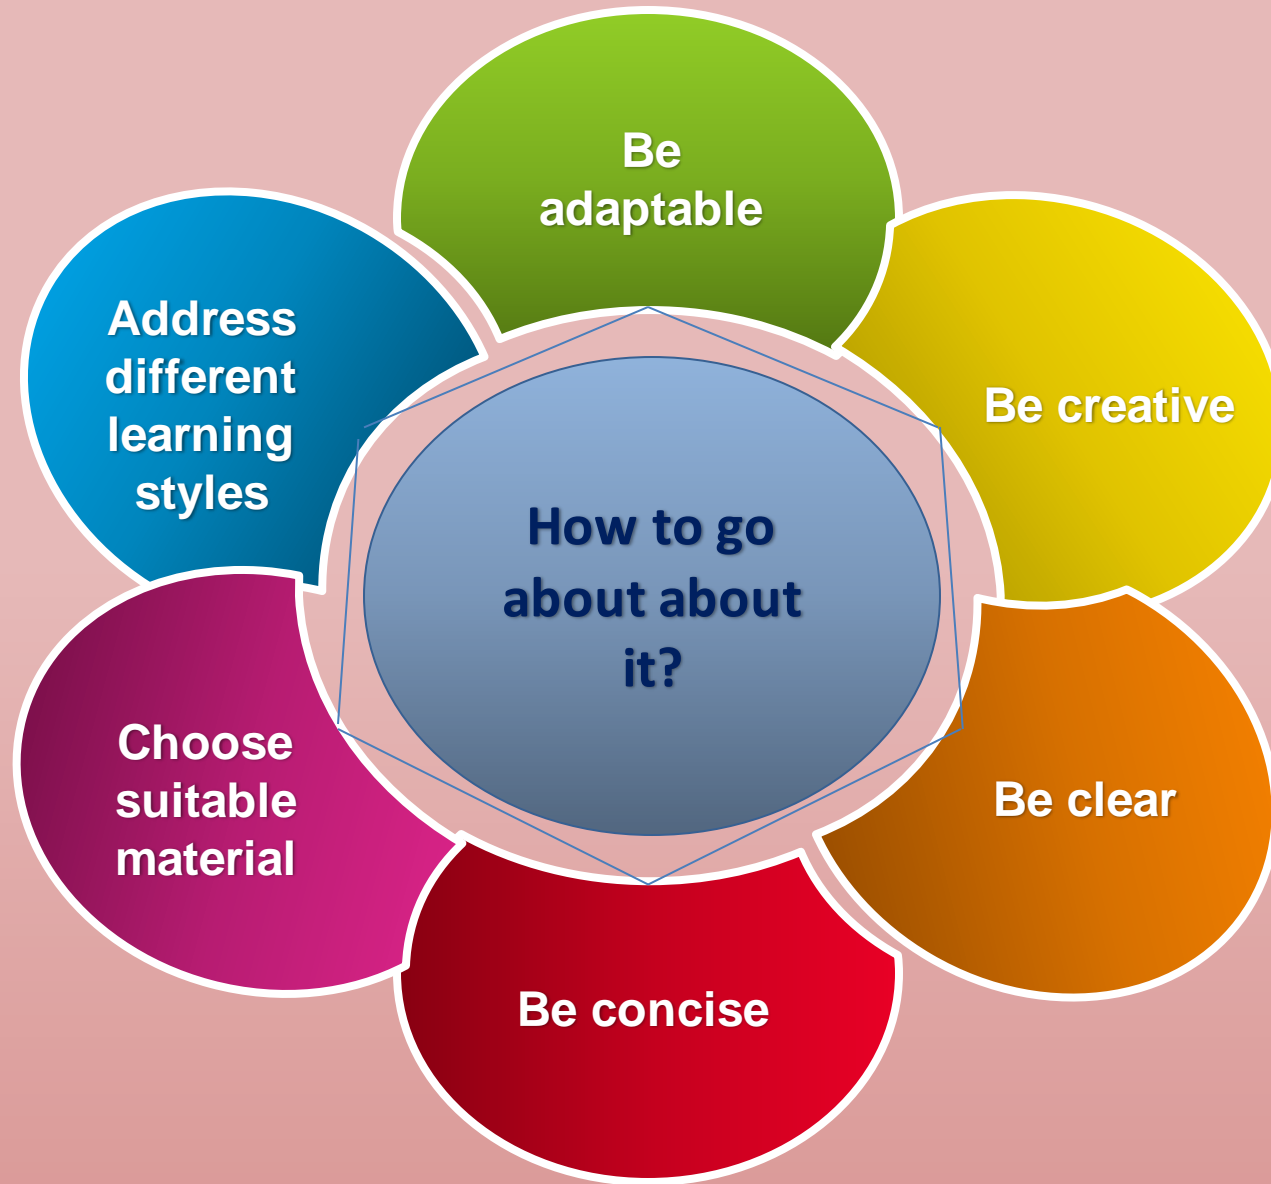 Be
adaptable
Be creative
Be clear
Be concise
Choose
suitable
material
Address
different
learning
styles
How to go
about about
it?